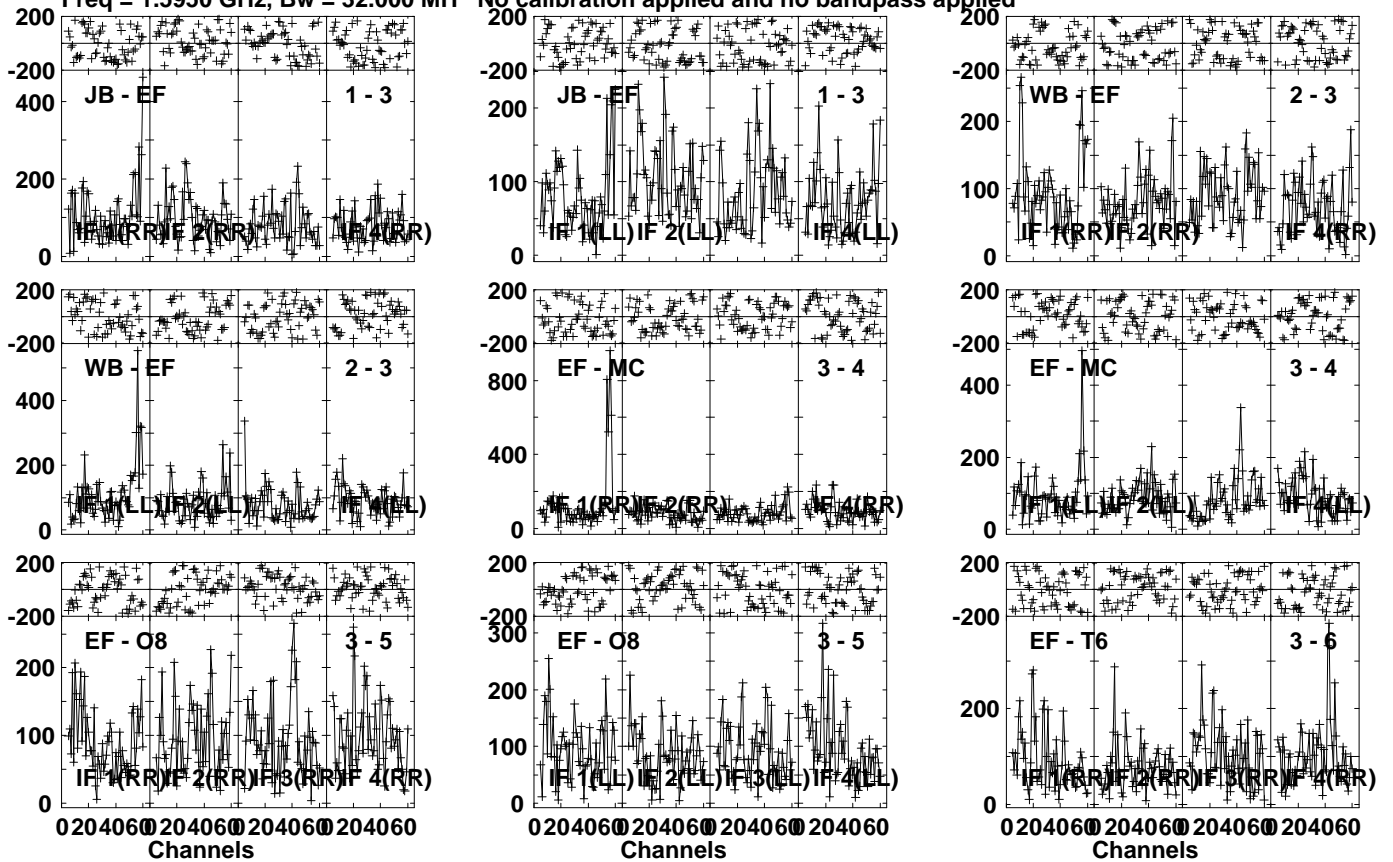 Freq = 1.5950 GHz, Bw = 32.000 MH No calibration applied and no bandpass applied
200
-200
JB - EF 1 - 3
400
200
0
IF 1(RR) IF 2(RR) IF 4(RR)
JB - EF 1 - 3
200
100
0
IF 1(LL) IF 2(LL) IF 4(LL)
200
-200
WB - EF 2 - 3
200
100
0
IF 1(RR) IF 2(RR) IF 4(RR)
200
-200
WB - EF 2 - 3
400
200
0
IF 1(LL) IF 2(LL) IF 4(LL)
200
-200
EF - MC 3 - 4
800
400
0
IF 1(RR) IF 2(RR) IF 4(RR)
200
-200
EF - MC 3 - 4
400
200
0
IF 1(LL) IF 2(LL) IF 4(LL)
200
-200
EF - O8 3 - 5
200
100
0
IF 1(RR) IF 2(RR) IF 3(RR) IF 4(RR)
0 20 40 60 0 20 40 60 0 20 40 60 0 20 40 60
Channels
200
-200
EF - O8 3 - 5
300
200
100
0
IF 1(LL) IF 2(LL) IF 3(LL) IF 4(LL)
0 20 40 60 0 20 40 60 0 20 40 60 0 20 40 60
Channels
200
-200
EF - T6 3 - 6
200
0
IF 1(RR) IF 2(RR) IF 3(RR) IF 4(RR)
0 20 40 60 0 20 40 60 0 20 40 60 0 20 40 60
Channels